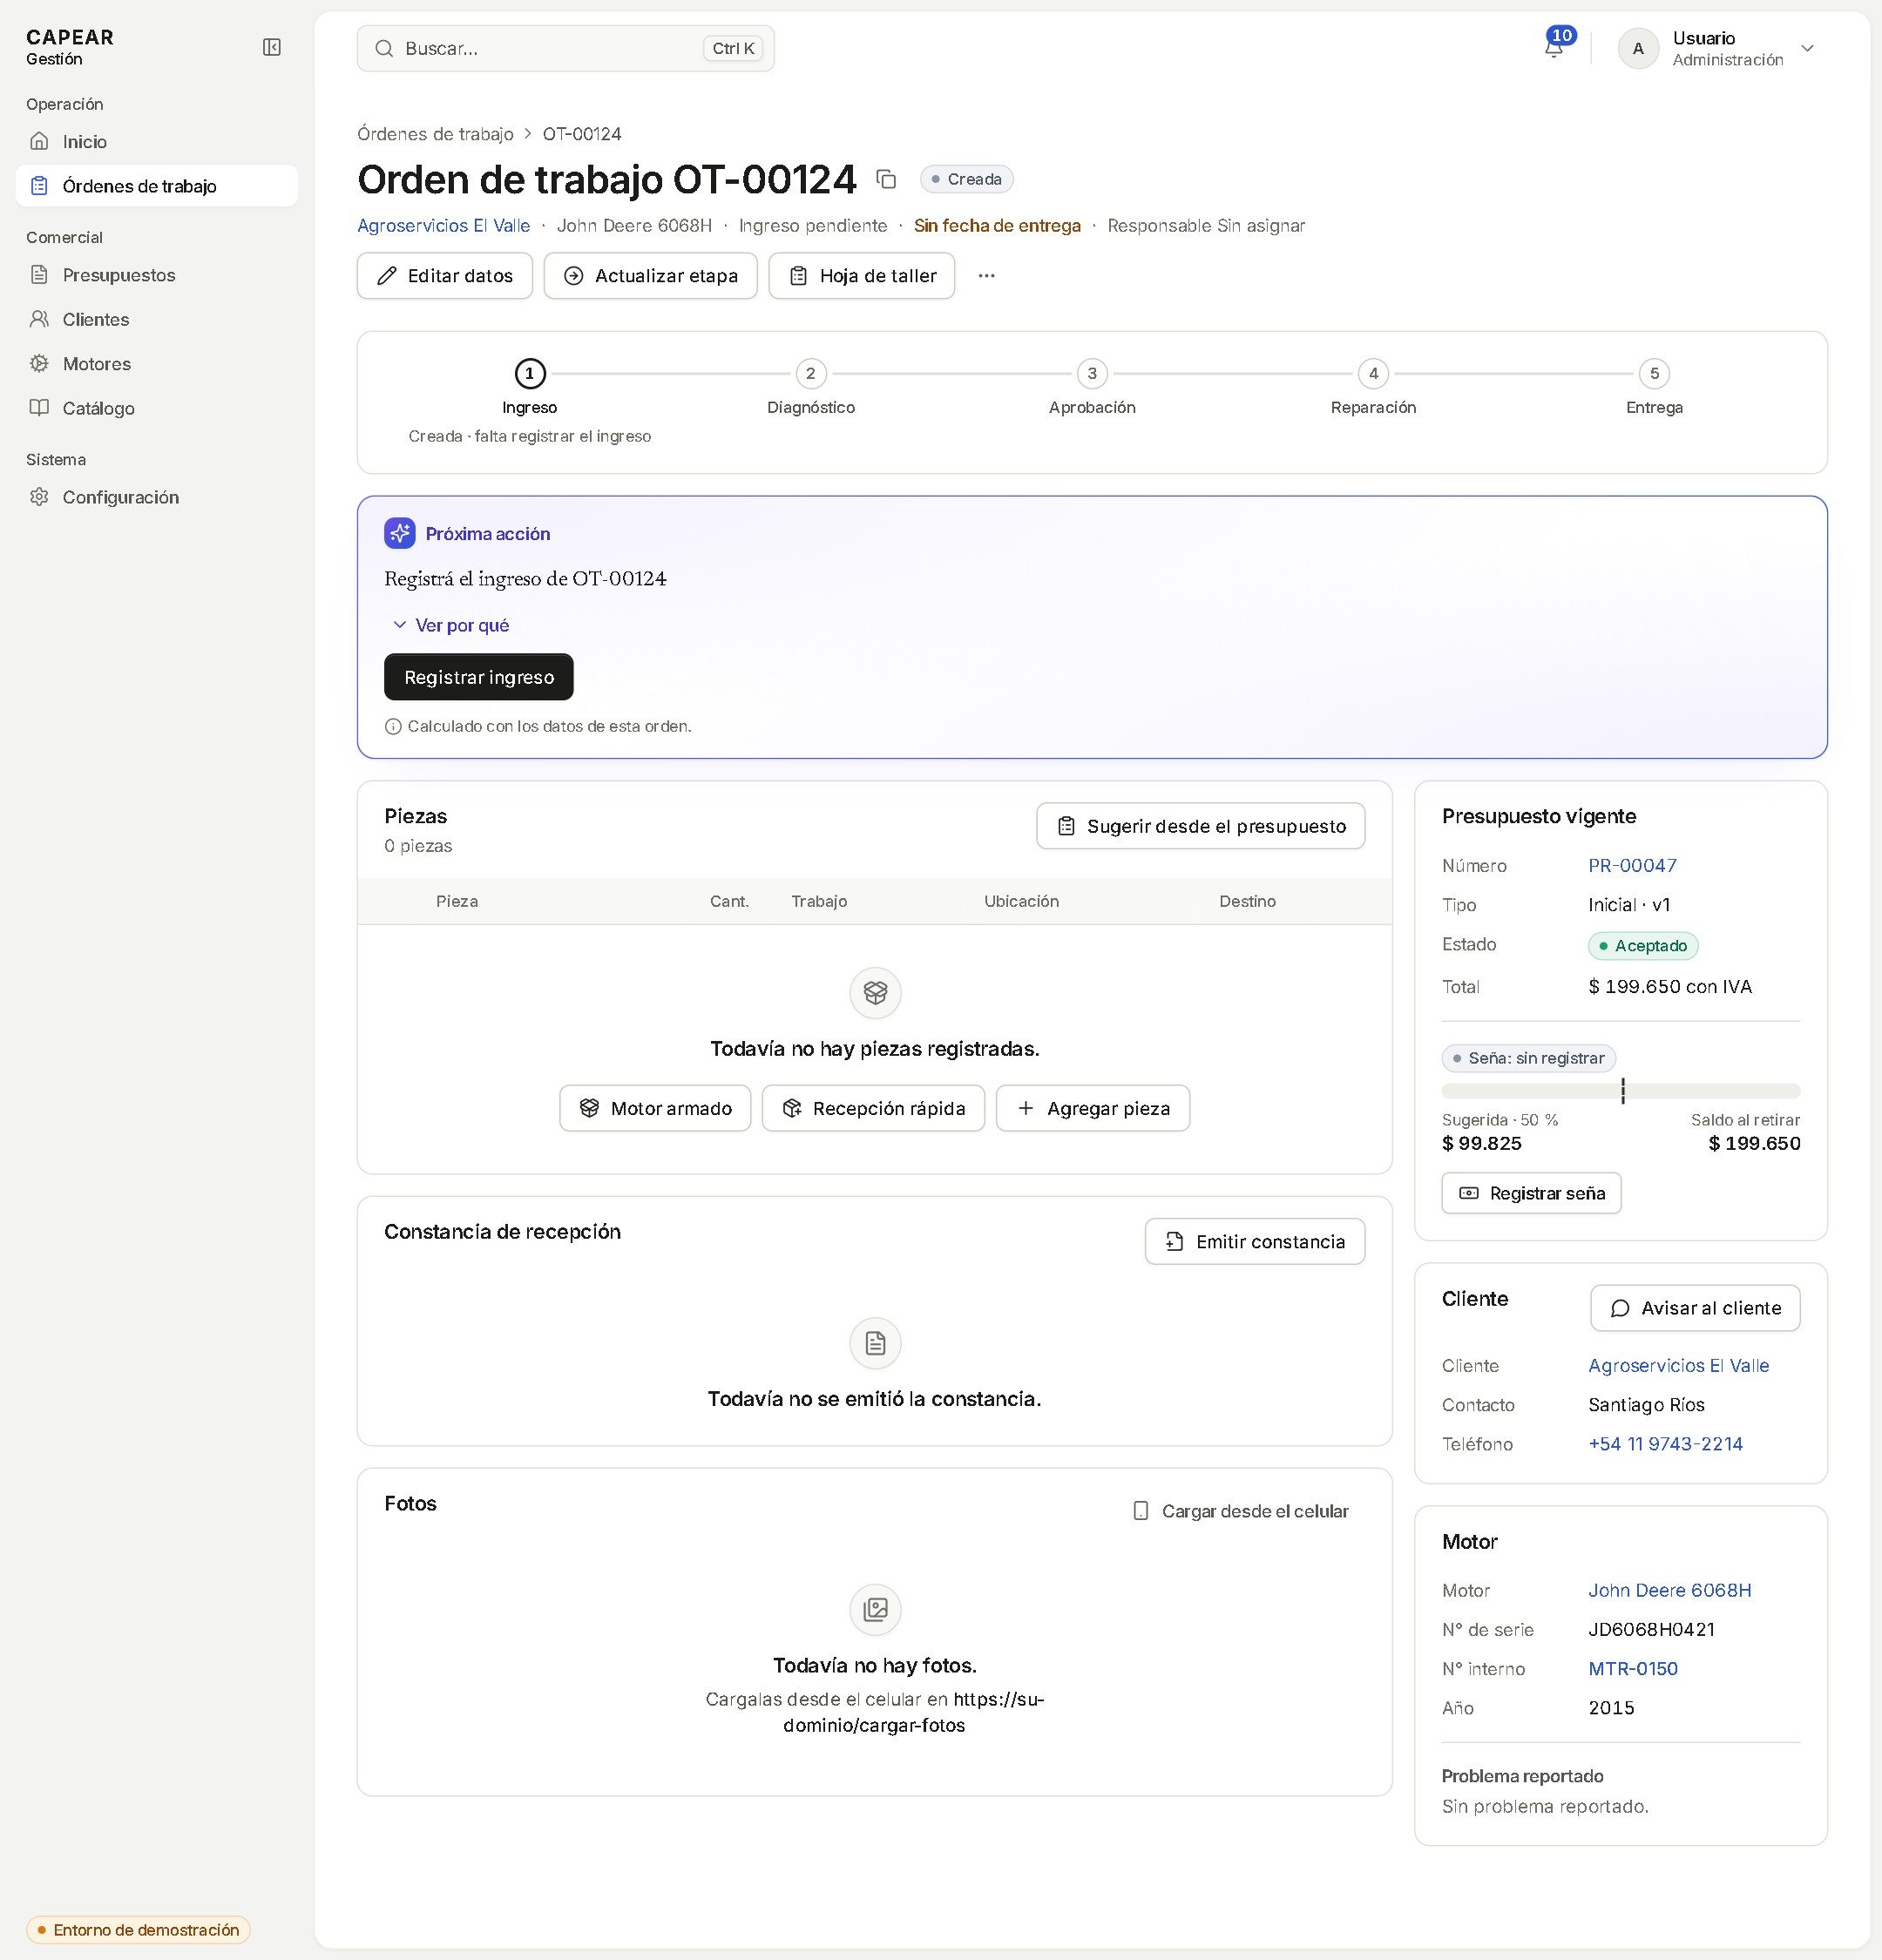 CAPEAR
Gestión
Operación
Inicio
Órdenes de trabajo
Comercial
Presupuestos
Clientes
Motores
Catálogo
Sistema
Configuración
Entorno de demostración
Buscar...
Ctrl K
10
A
Usuario
Administración
Órdenes de trabajo > OT-00124
Orden de trabajo OT-00124
Creada
Agroservicios El Valle · John Deere 6068H · Ingreso pendiente · Sin fecha de entrega · Responsable Sin asignar
Editar datos
Actualizar etapa
Hoja de taller
1
Ingreso
Creada · falta registrar el ingreso
2
Diagnóstico
3
Aprobación
4
Reparación
5
Entrega
Próxima acción
Registrá el ingreso de OT-00124
Ver por qué
Registrar ingreso
Calculado con los datos de esta orden.
Piezas
0 piezas
Sugerir desde el presupuesto
Pieza Cant. Trabajo Ubicación Destino
Todavía no hay piezas registradas.
Motor armado
Recepción rápida
Agregar pieza
Constancia de recepción
Emitir constancia
Todavía no se emitió la constancia.
Fotos
Cargar desde el celular
Todavía no hay fotos.
Cargalas desde el celular en https://su-
dominio/cargar-fotos
Presupuesto vigente
Número PR-00047
Tipo Inicial · v1
Estado Aceptado
Total $ 199.650 con IVA
Seña: sin registrar
Sugerida · 50 % Saldo al retirar
$ 99.825 $ 199.650
Registrar seña
Cliente
Avisar al cliente
Cliente Agroservicios El Valle
Contacto Santiago Ríos
Teléfono +54 11 9743-2214
Motor
Motor John Deere 6068H
N° de serie JD6068H0421
N° interno MTR-0150
Año 2015
Problema reportado
Sin problema reportado.